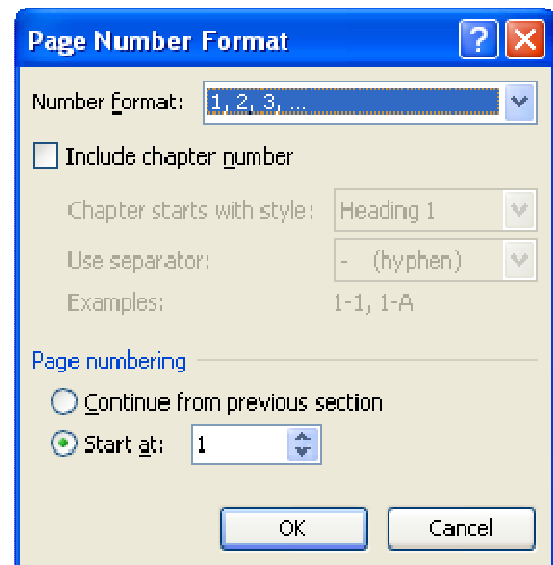 Page Number Format
Number format: 1, 2, 3, ...
Include chapter number
Chapter starts with style: Heading 1
Use separator: - (hyphen)
Examples: 1-1, 1-A
Page numbering
Continue from previous section
Start at: 1
OK Cancel